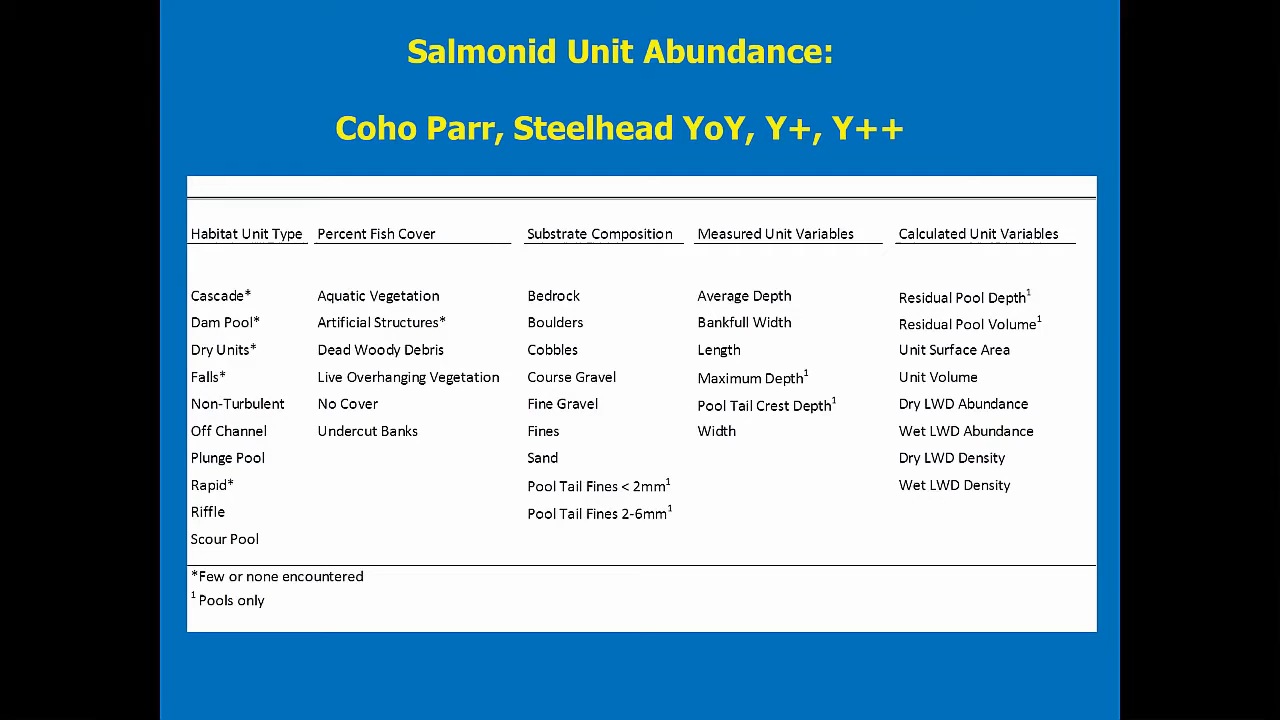 Salmonid Unit Abundance:
Coho Parr, Steelhead YoY, Y+, Y++
Habitat Unit Type Percent Fish Cover Substrate Composition Measured Unit Variables Calculated Unit Variables
Cascade* Aquatic Vegetation Bedrock Average Depth Residual Pool Depth¹
Dam Pool* Artificial Structures* Boulders Bankfull Width Residual Pool Volume¹
Dry Units* Dead Woody Debris Cobbles Length Unit Surface Area
Falls* Live Overhanging Vegetation Course Gravel Maximum Depth¹ Unit Volume
Non-Turbulent No Cover Fine Gravel Pool Tail Crest Depth¹ Dry LWD Abundance
Off Channel Undercut Banks Fines Width Wet LWD Abundance
Plunge Pool Sand Dry LWD Density
Rapid* Pool Tail Fines < 2mm¹ Wet LWD Density
Riffle Pool Tail Fines 2-6mm¹
Scour Pool
*Few or none encountered
¹ Pools only